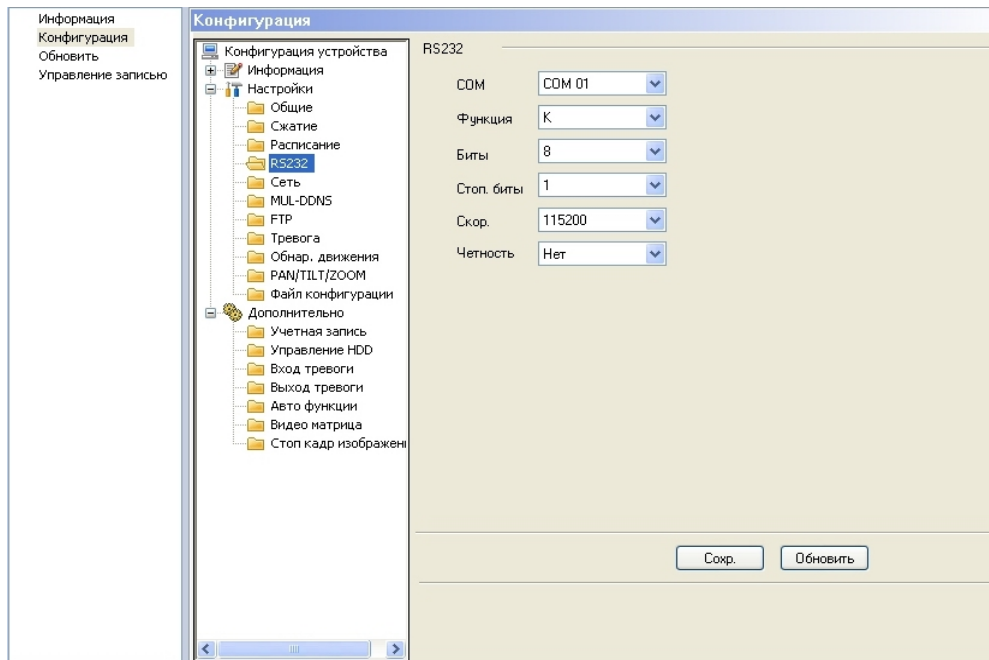 Информация
Конфигурация
Обновить
Управление записью
Конфигурация
Конфигурация устройства
Информация
Настройки
Общие
Сжатие
Расписание
RS232
Сеть
MUL-DDNS
FTP
Тревога
Обнар. движения
PAN/TILT/ZOOM
Файл конфигурации
Дополнительно
Учетная запись
Управление HDD
Вход тревоги
Выход тревоги
Авто функции
Видео матрица
Стоп кадр изображени
RS232
COM COM 01
Функция K
Биты 8
Стоп. биты 1
Скор. 115200
Четность Нет
Сохр. Обновить